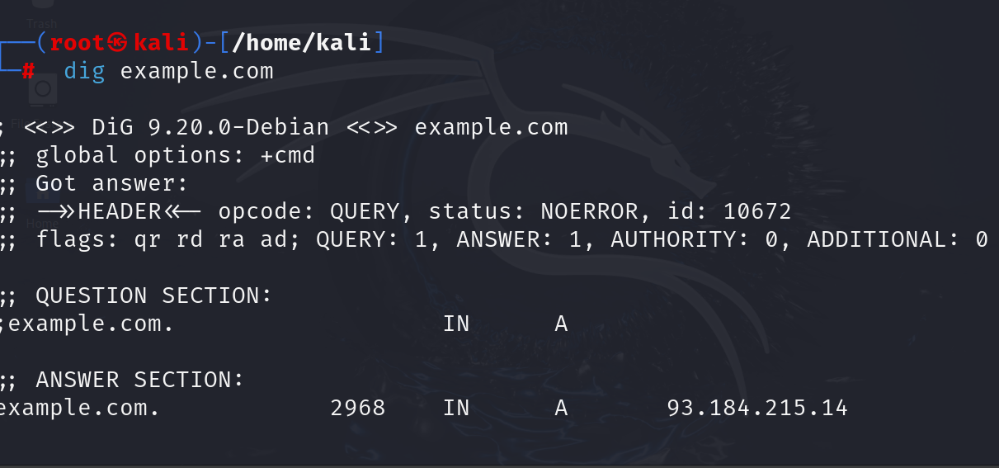 Trash
(root㉿kali)-[/home/kali]
# dig example.com
; <<>> DiG 9.20.0-Debian <<>> example.com
;; global options: +cmd
;; Got answer:
;; ->>HEADER<<- opcode: QUERY, status: NOERROR, id: 10672
;; flags: qr rd ra ad; QUERY: 1, ANSWER: 1, AUTHORITY: 0, ADDITIONAL: 0
Home
;; QUESTION SECTION:
;example.com. IN A
;; ANSWER SECTION:
example.com. 2968 IN A 93.184.215.14